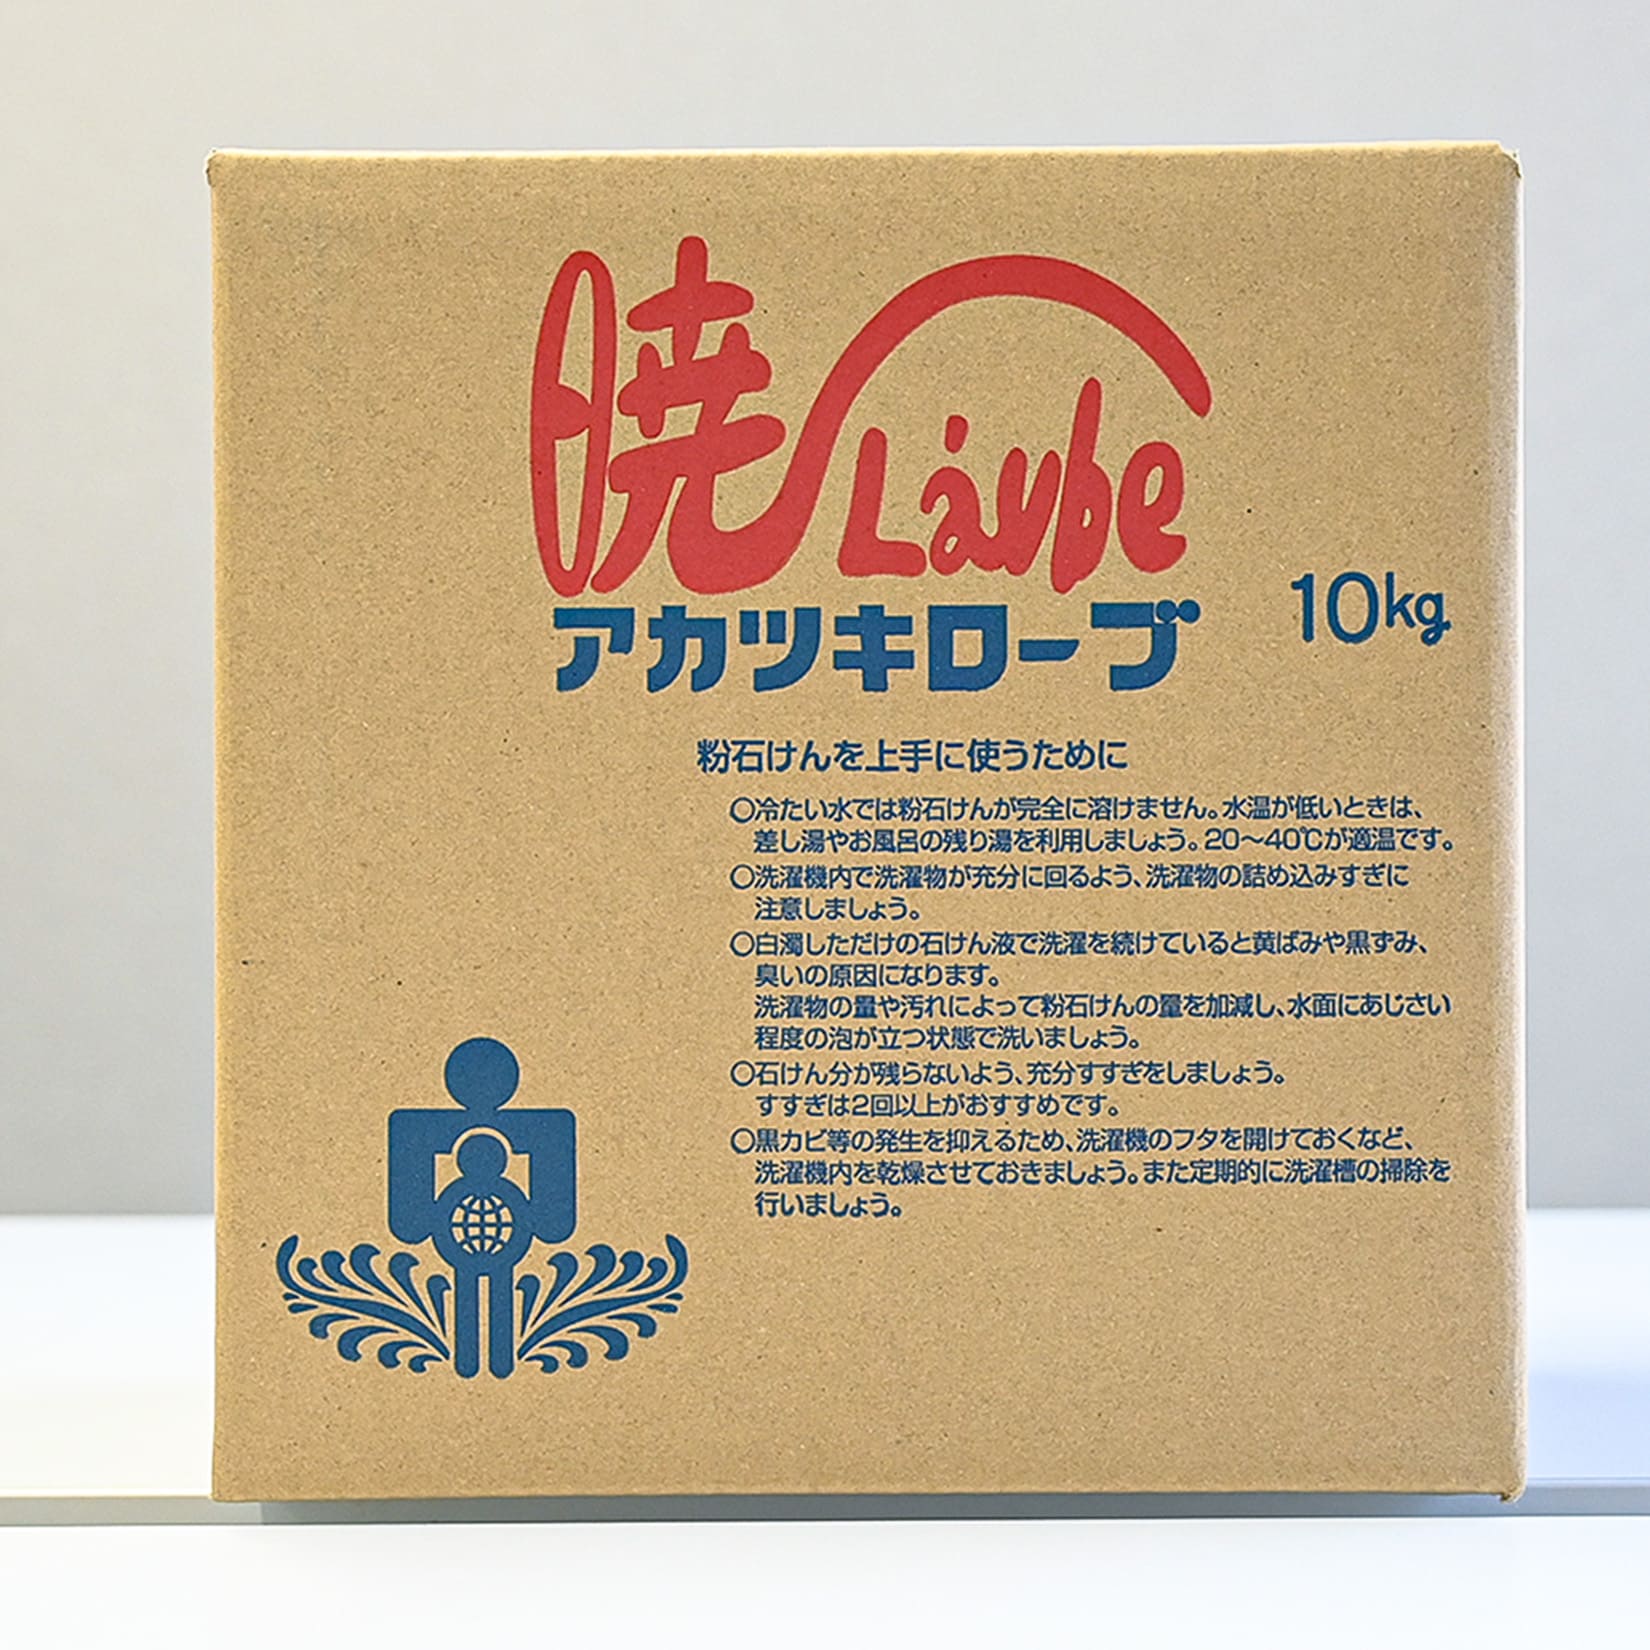 暁
Laube
アカツキローブ
10kg
粉石けんを上手に使うために
○冷たい水では粉石けんが完全に溶けません。水温が低いときは、
差し湯やお風呂の残り湯を利用しましょう。20〜40℃が適温です。
○洗濯機内で洗濯物が充分に回るよう、洗濯物の詰め込みすぎに
注意しましょう。
○白濁しただけの石けん液で洗濯を続けていると黄ばみや黒ずみ、
臭いの原因になります。
洗濯物の量や汚れによって粉石けんの量を加減し、水面にあじさい
程度の泡が立つ状態で洗いましょう。
○石けん分が残らないよう、充分すすぎをしましょう。
すすぎは2回以上がおすすめです。
○黒カビ等の発生を抑えるため、洗濯機のフタを開けておくなど、
洗濯機内を乾燥させておきましょう。また定期的に洗濯槽の掃除を
行いましょう。